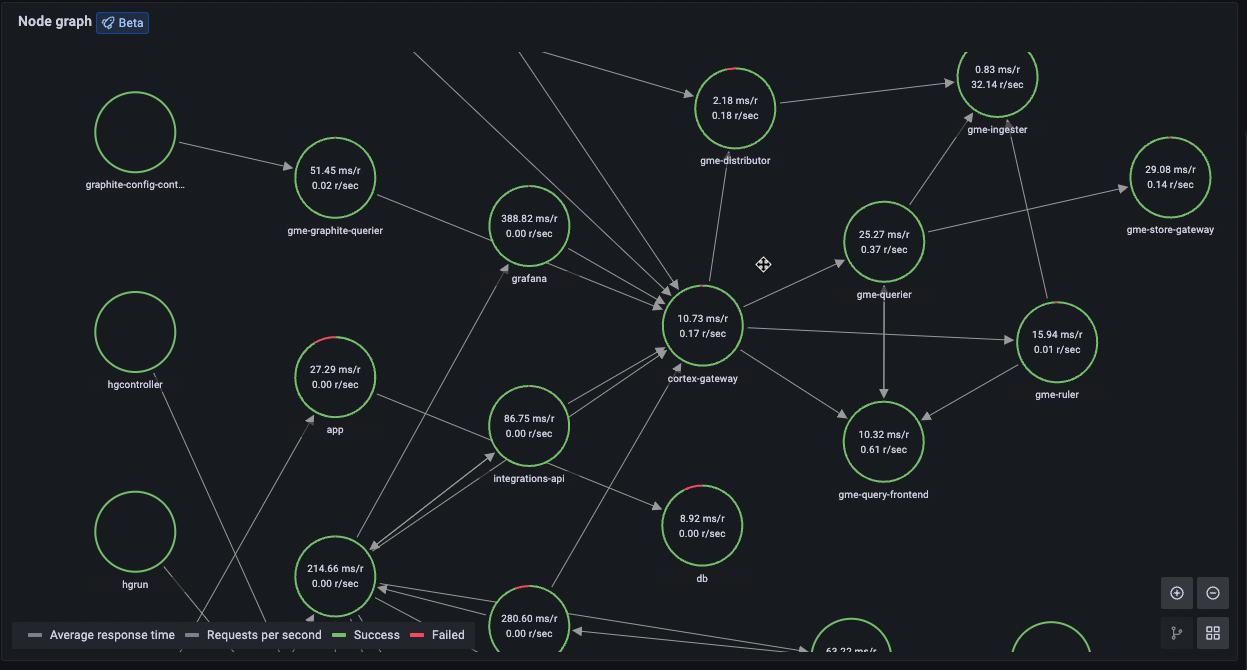 Node graph Beta
0.83 ms/r
32.14 r/sec
gme-ingester
2.18 ms/r
0.18 r/sec
gme-distributor
graphite-config-cont...
51.45 ms/r
0.02 r/sec
gme-graphite-querier
29.08 ms/r
0.14 r/sec
gme-store-gateway
388.82 ms/r
0.00 r/sec
grafana
25.27 ms/r
0.37 r/sec
gme-querier
10.73 ms/r
0.17 r/sec
cortex-gateway
15.94 ms/r
0.01 r/sec
gme-ruler
hgcontroller
27.29 ms/r
0.00 r/sec
app
86.75 ms/r
0.00 r/sec
integrations-api
10.32 ms/r
0.61 r/sec
gme-query-frontend
8.92 ms/r
0.00 r/sec
db
hgrun
214.66 ms/r
0.00 r/sec
280.60 ms/r
0.00 r/sec
63.22 ms/r
Average response time Requests per second Success Failed